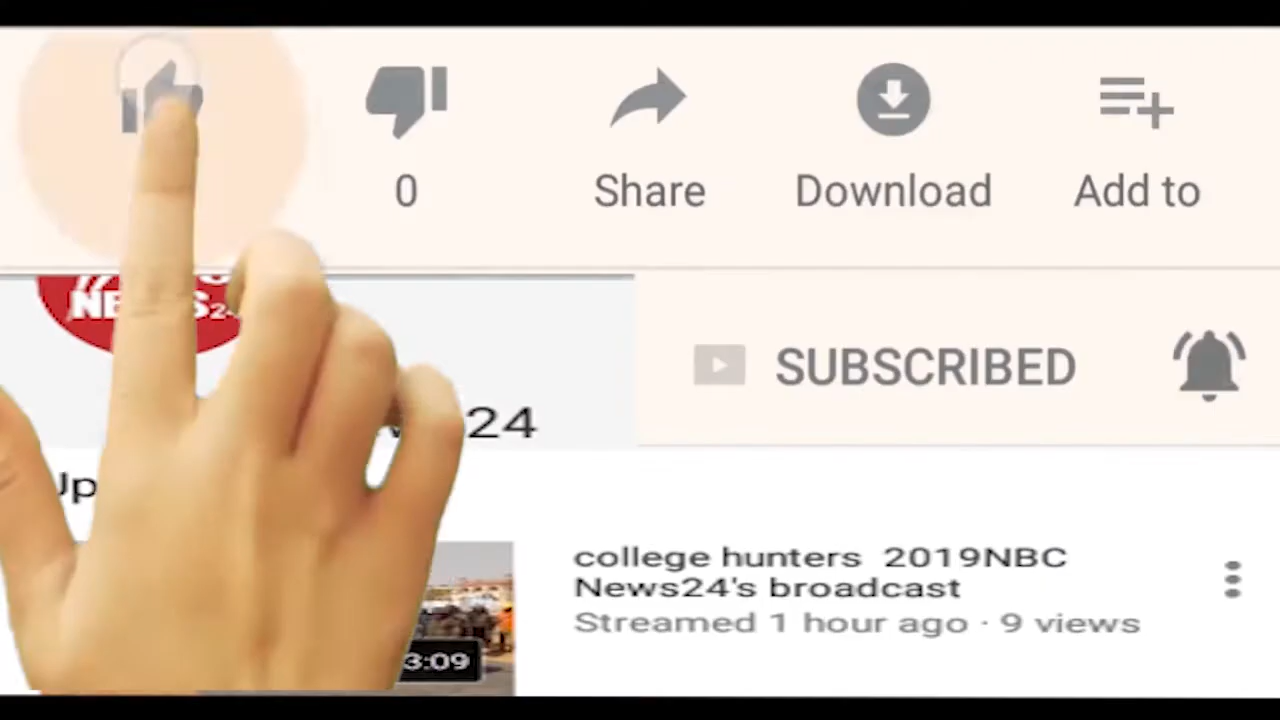 0
Share
Download
Add to
24
SUBSCRIBED
college hunters 2019NBC
News24's broadcast
Streamed 1 hour ago · 9 views
3:09